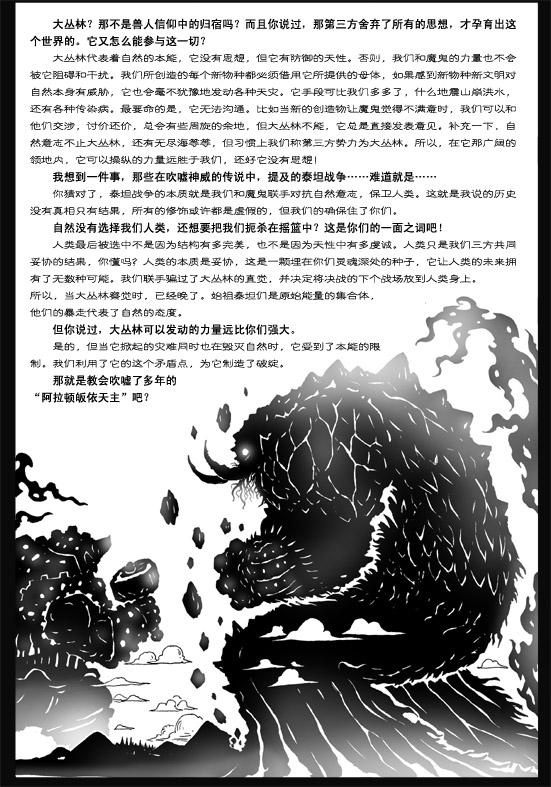 大丛林？那不是兽人信仰中的归宿吗？而且你说过，那第三方舍弃了所有的思想，才孕育出这
个世界的。它又怎么能参与这一切？
大丛林代表着自然的本能，它没有思想，但它有防御的天性。否则，我们和魔鬼的力量也不会
被它阻碍和干扰。我们所创造的每个新物种都必须借用它所提供的母体，如果感到新物种新文明对
自然本身有威胁，它也会毫不犹豫地发动各种天灾。它手段可比我们多多了，什么地震山崩洪水，
还有各种传染病。最要命的是，它无法沟通。比如当新的创造物让魔鬼觉得不满意时，我们可以和
他们交涉，讨价还价，总会有些周旋的余地，但大丛林不能，它总是直接发表意见。补充一下，自
然意志不止大丛林，还有无尽海等等，但习惯上我们称第三方势力为大丛林。所以，在它那广阔的
领地内，它可以操纵的力量远胜于我们，还好它没有思想！
我想到一件事，那些在吹嘘神威的传说中，提及的泰坦战争……难道就是……
你猜对了，泰坦战争的本质就是我们和魔鬼联手对抗自然意志，保卫人类。这就是我说的历史
没有真相只有结果，所有的修饰或许都是虚假的，但我们的确保住了你们。
自然没有选择我们人类，还想要把我们扼杀在摇篮中？这是你们的一面之词吧！
人类最后被选中不是因为结构有多完美，也不是因为天性中有多虔诚。人类只是我们三方共同
妥协的结果，你懂吗？人类的本质是妥协，这是一颗埋在你们灵魂深处的种子，它让人类的未来拥
有了无数种可能。我们联手骗过了大丛林的直觉，并决定将决战的下个战场放到人类身上。
所以，当大丛林察觉时，已经晚了。始祖泰坦们是原始能量的集合体，
他们的暴走代表了自然的态度。
但你说过，大丛林可以发动的力量远比你们强大。
是的，但当它掀起的灾难同时也在毁灭自然时，它受到了本能的限
制。我们利用了它的这个矛盾点，为它制造了破绽。
那就是教会吹嘘了多年的
“阿拉顿皈依天主”吧？